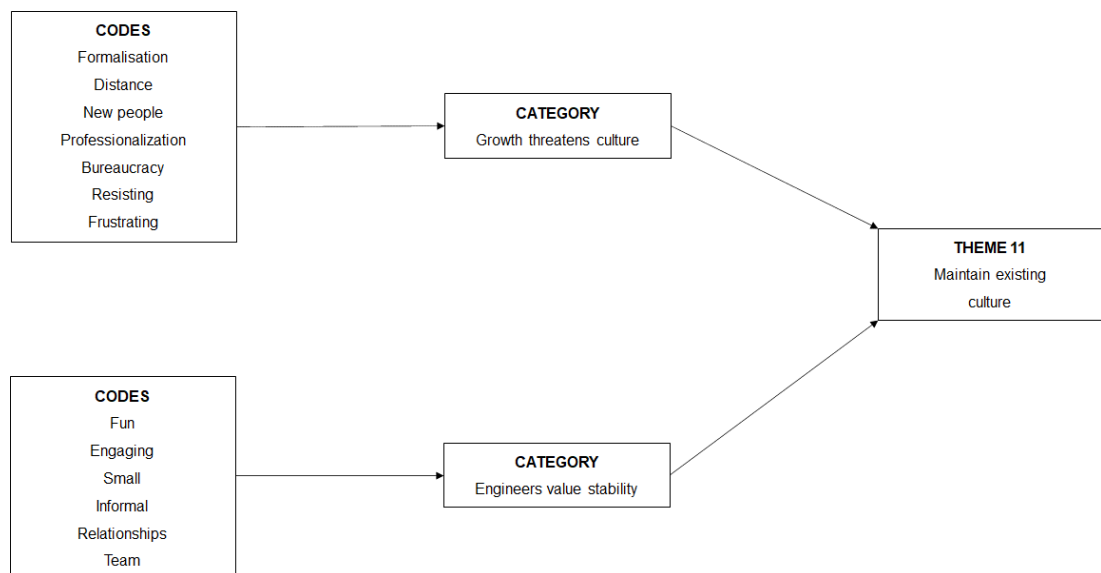 CODES
Formalisation
Distance
New people
Professionalization
Bureaucracy
Resisting
Frustrating
CATEGORY
Growth threatens culture
THEME 11
Maintain existing
culture
CODES
Fun
Engaging
Small
Informal
Relationships
Team
CATEGORY
Engineers value stability